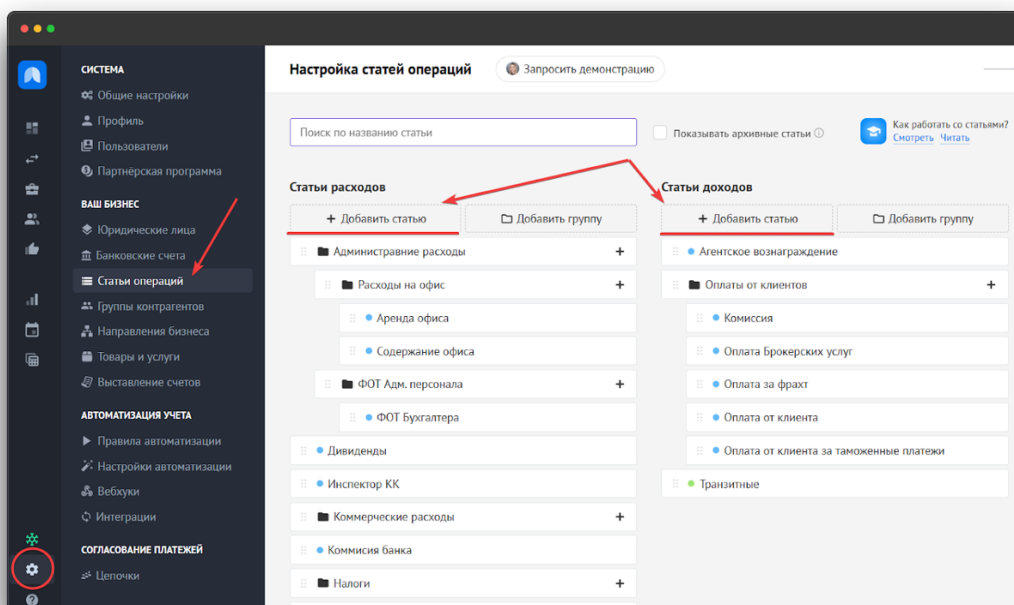 СИСТЕМА
Общие настройки
Профиль
Пользователи
Партнёрская программа
ВАШ БИЗНЕС
Юридические лица
Банковские счета
Статьи операций
Группы контрагентов
Направления бизнеса
Товары и услуги
Выставление счетов
АВТОМАТИЗАЦИЯ УЧЕТА
Правила автоматизации
Настройки автоматизации
Вебхуки
Интеграции
СОГЛАСОВАНИЕ ПЛАТЕЖЕЙ
Цепочки
Настройка статей операций
Запросить демонстрацию
Поиск по названию статьи
Показывать архивные статьи
Как работать со статьями?
Смотреть Читать
Статьи расходов
+ Добавить статью
Добавить группу
Администравние расходы
Расходы на офис
Аренда офиса
Содержание офиса
ФОТ Адм. персонала
ФОТ Бухгалтера
Дивиденды
Инспектор КК
Коммерческие расходы
Коммисия банка
Налоги
Статьи доходов
+ Добавить статью
Добавить группу
Агентское вознаграждение
Оплаты от клиентов
Комиссия
Оплата Брокерских услуг
Оплата за фрахт
Оплата от клиента
Оплата от клиента за таможенные платежи
Транзитные